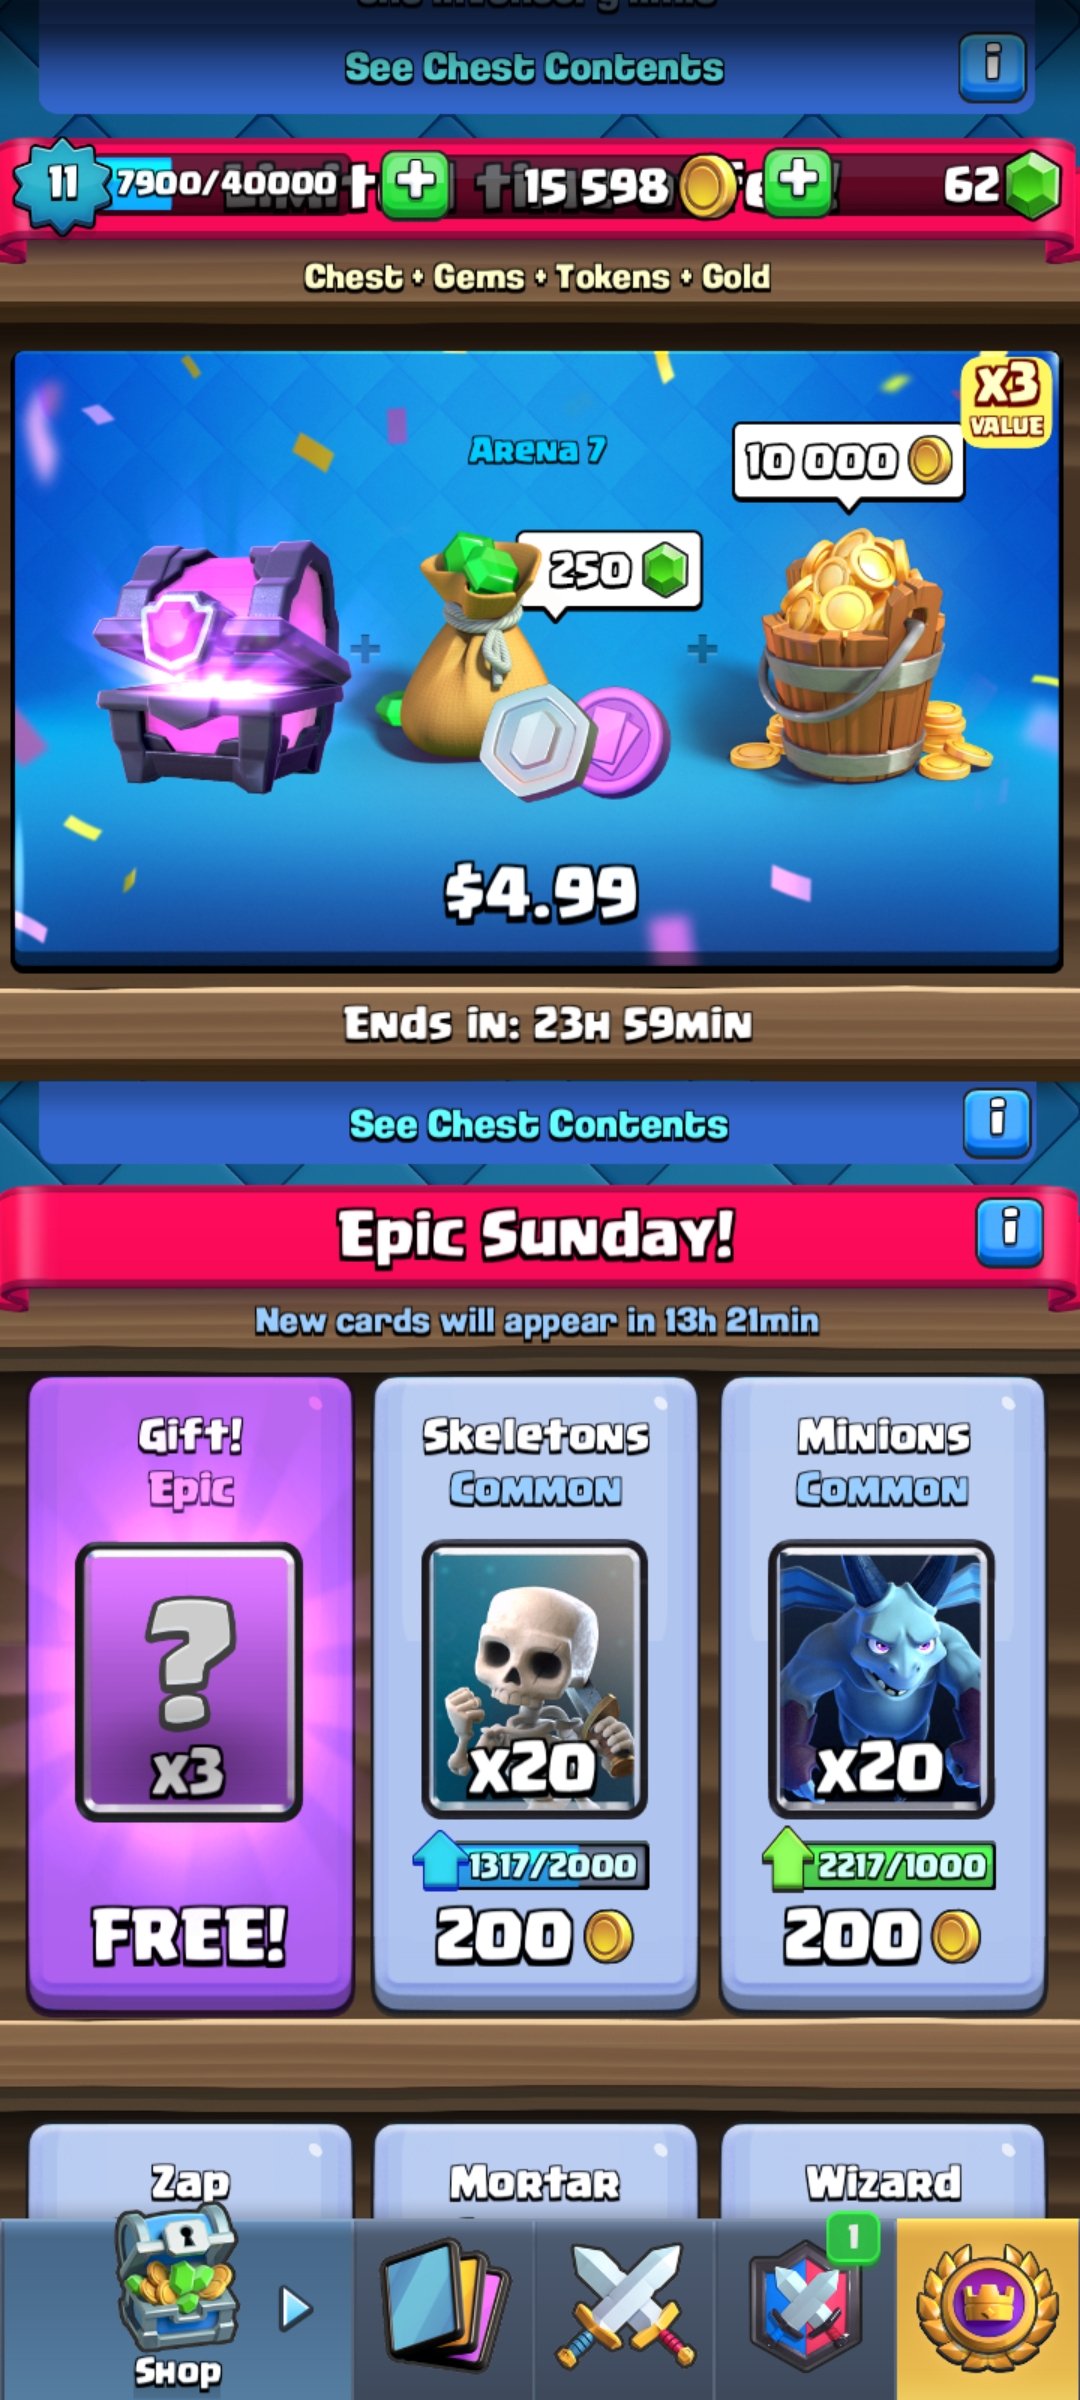 See Chest Contents
i
11 7900/40000 + 15 598 + 62
Chest + Gems + Tokens + Gold
x3
VALUE
10 000
Arena 7
250
$4.99
Ends in: 23h 59min
See Chest Contents
i
Epic Sunday!
i
New cards will appear in 13h 21min
Gift!
Epic
?
x3
FREE!
Skeletons
Common
x20
1317/2000
200
Minions
Common
x20
2217/1000
200
Zap
Mortar
Wizard
1
Shop